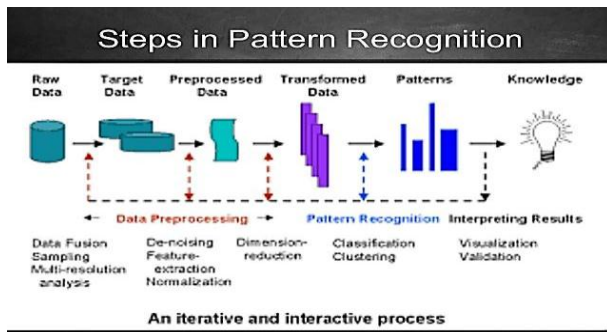 Steps in Pattern Recognition
Raw Target Preprocessed Transformed Patterns Knowledge
Data Data Data Data
Data Preprocessing Pattern Recognition Interpreting Results
Data Fusion De-noising Dimension- Classification Visualization
Sampling Feature- reduction Clustering Validation
Multi-resolution extraction
analysis Normalization
An iterative and interactive process